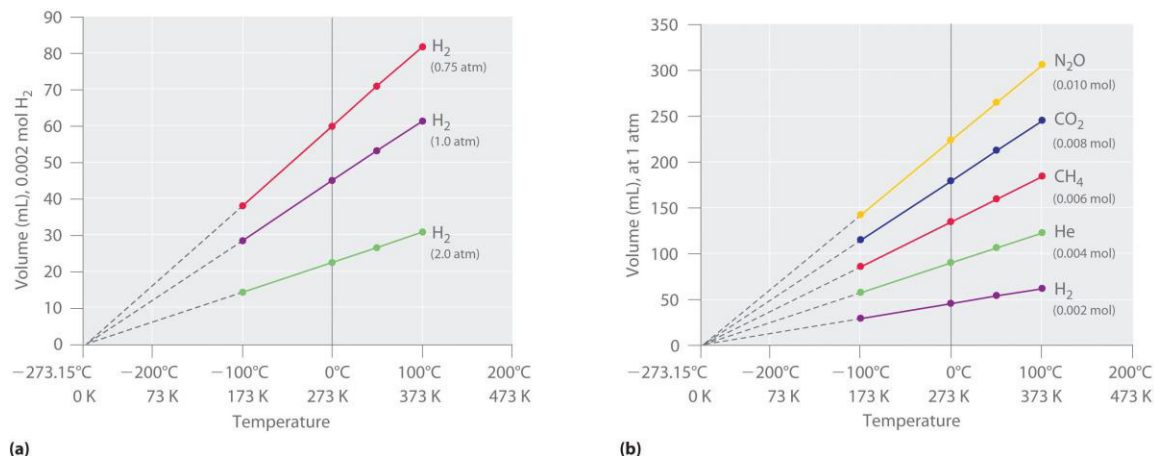 Volume (mL), 0.002 mol H₂
90
80
70
60
50
40
30
20
10
0
H₂
(0.75 atm)
H₂
(1.0 atm)
H₂
(2.0 atm)
−273.15°C −200°C −100°C 0°C 100°C 200°C
0 K 73 K 173 K 273 K 373 K 473 K
Temperature
(a)
Volume (mL), at 1 atm
350
300
250
200
150
100
50
0
N₂O
(0.010 mol)
CO₂
(0.008 mol)
CH₄
(0.006 mol)
He
(0.004 mol)
H₂
(0.002 mol)
−273.15°C −200°C −100°C 0°C 100°C 200°C
0 K 73 K 173 K 273 K 373 K 473 K
Temperature
(b)